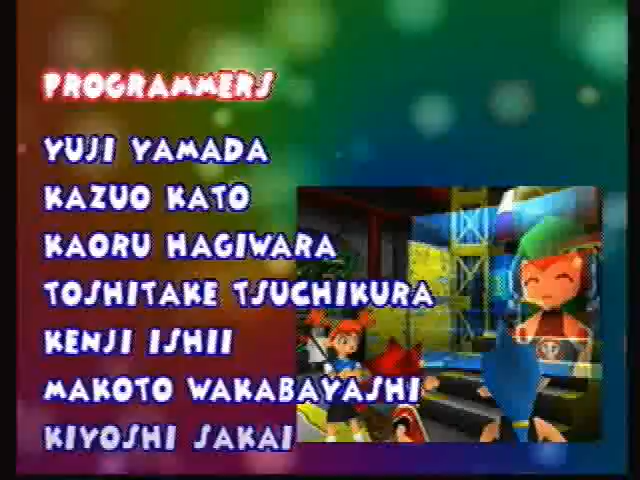 PROGRAMMERS
YUJI YAMADA
KAZUO KATO
KAORU HAGIWARA
TOSHITAKE TSUCHIKURA
KENJI ISHII
MAKOTO WAKABAYASHI
KIYOSHI SAKAI